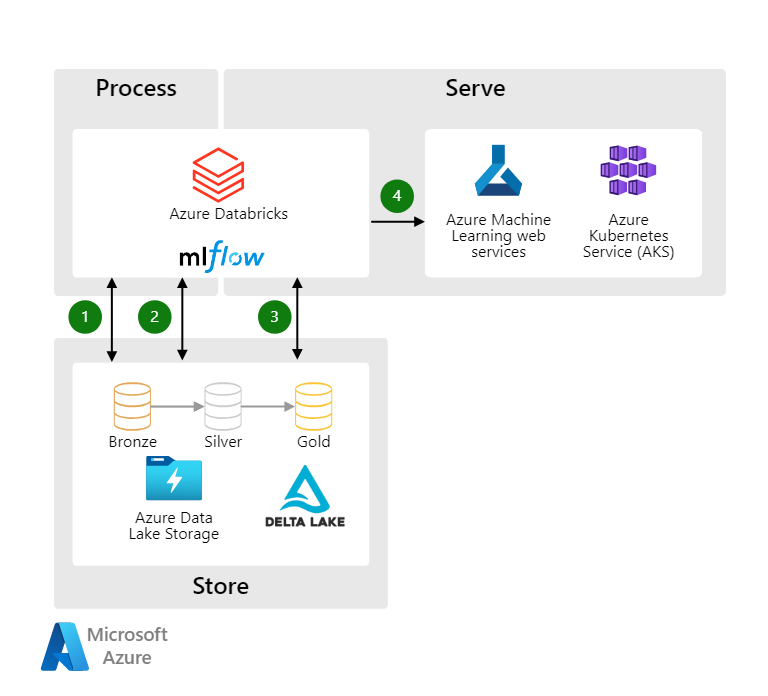 Process
Serve
Azure Databricks
mlflow
4
Azure Machine
Learning web
services
Azure
Kubernetes
Service (AKS)
1
2
3
Bronze
Silver
Gold
Azure Data
Lake Storage
DELTA LAKE
Store
Microsoft
Azure